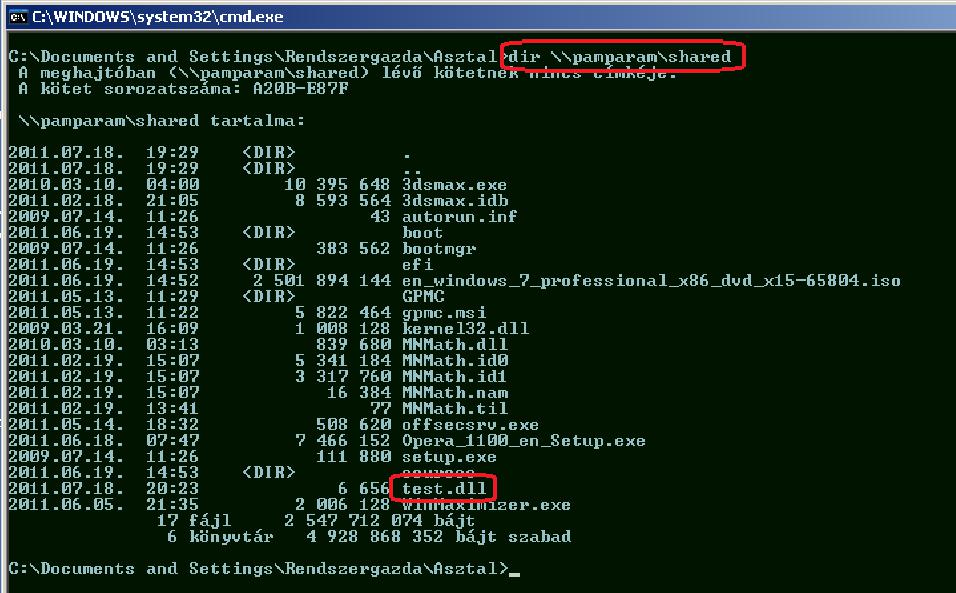 C:\WINDOWS\system32\cmd.exe
C:\Documents and Settings\Rendszergazda\Asztal>dir \\pamparam\shared
A meghajtóban (\\pamparam\shared) lévő kötetnek nincs címkéje.
A kötet sorozatszáma: A20B-E87F
\\pamparam\shared tartalma:
2011.07.18. 19:29 <DIR> .
2011.07.18. 19:29 <DIR> ..
2010.03.10. 04:00 10 395 648 3dsmax.exe
2011.02.18. 21:05 8 593 564 3dsmax.idb
2009.07.14. 11:26 43 autorun.inf
2011.06.19. 14:53 <DIR> boot
2009.07.14. 11:26 383 562 bootmgr
2011.06.19. 14:53 <DIR> efi
2011.06.19. 14:52 2 501 894 144 en_windows_7_professional_x86_dvd_x15-65804.iso
2011.05.13. 11:29 <DIR> GPMC
2011.05.13. 11:22 5 822 464 gpmc.msi
2009.03.21. 16:09 1 008 128 kernel32.dll
2010.03.10. 03:13 839 680 MNMath.dll
2011.02.19. 15:07 5 341 184 MNMath.id0
2011.02.19. 15:07 3 317 760 MNMath.id1
2011.02.19. 15:07 16 384 MNMath.nam
2011.02.19. 13:41 77 MNMath.til
2011.05.14. 18:32 508 620 offsecsrv.exe
2011.06.18. 07:47 7 466 152 Opera_1100_en_Setup.exe
2009.07.14. 11:26 111 880 setup.exe
2011.06.19. 14:53 <DIR> sources
2011.07.18. 20:23 6 656 test.dll
2011.06.05. 21:35 2 006 128 WinMaximizer.exe
17 fájl 2 547 712 074 bájt
6 könyvtár 4 928 868 352 bájt szabad
C:\Documents and Settings\Rendszergazda\Asztal>_